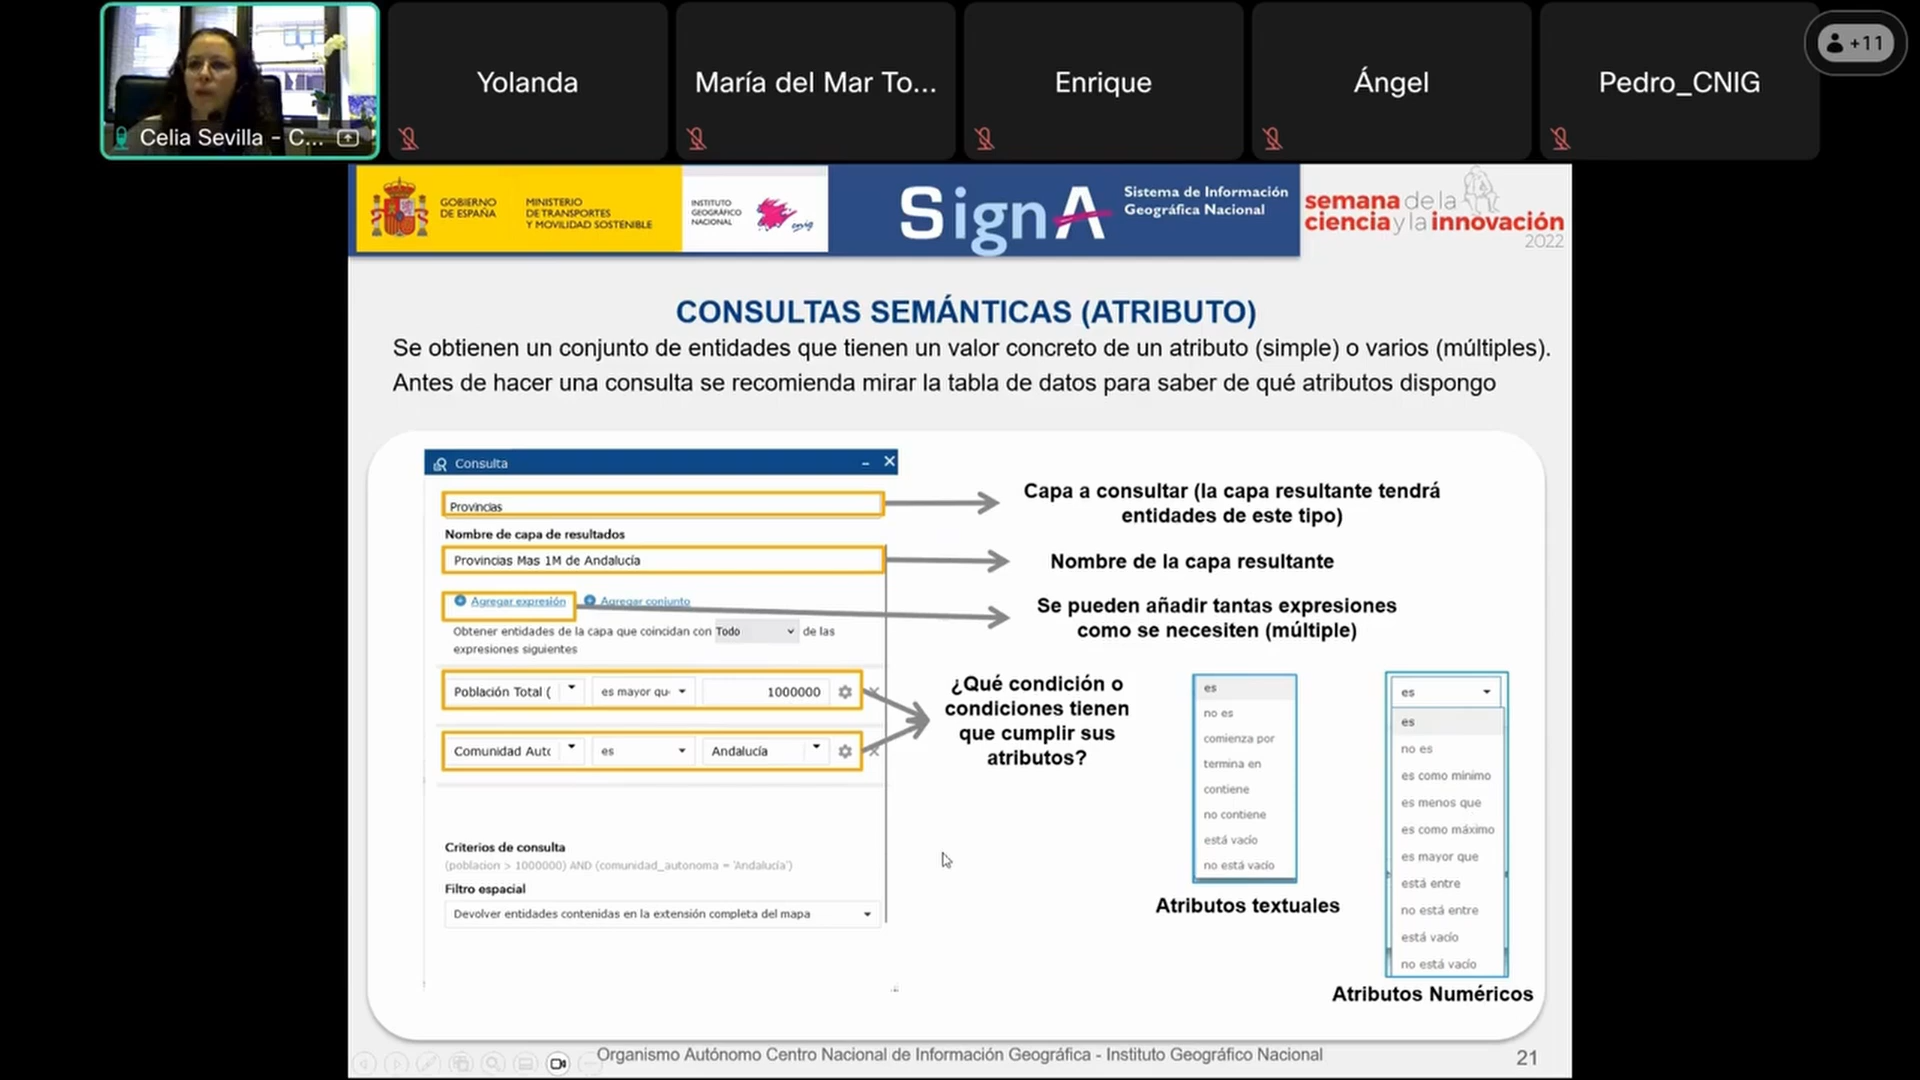 Celia Sevilla - C...
Yolanda
María del Mar To...
Enrique
Ángel
Pedro_CNIG
+11
GOBIERNO
DE ESPAÑA
MINISTERIO
DE TRANSPORTES
Y MOVILIDAD SOSTENIBLE
INSTITUTO
GEOGRÁFICO
NACIONAL
cnig
SignA
Sistema de Información
Geográfica Nacional
semana de la
ciencia y la innovación
2022
CONSULTAS SEMÁNTICAS (ATRIBUTO)
Se obtienen un conjunto de entidades que tienen un valor concreto de un atributo (simple) o varios (múltiples).
Antes de hacer una consulta se recomienda mirar la tabla de datos para saber de qué atributos dispongo
Consulta
Provincias
Nombre de capa de resultados
Provincias Mas 1M de Andalucía
Agregar expresión
Agregar conjunto
Obtener entidades de la capa que coincidan con Todo de las
expresiones siguientes
Población Total ( es mayor qu 1000000
Comunidad Auto es Andalucía
Criterios de consulta
(poblacion > 1000000) AND (comunidad_autonoma = 'Andalucía')
Filtro espacial
Devolver entidades contenidas en la extensión completa del mapa
Capa a consultar (la capa resultante tendrá
entidades de este tipo)
Nombre de la capa resultante
Se pueden añadir tantas expresiones
como se necesiten (múltiple)
¿Qué condición o
condiciones tienen
que cumplir sus
atributos?
es
no es
comienza por
termina en
contiene
no contiene
está vacío
no está vacío
Atributos textuales
es
es
no es
es como mínimo
es menos que
es como máximo
es mayor que
está entre
no está entre
está vacío
no está vacío
Atributos Numéricos
Organismo Autónomo Centro Nacional de Información Geográfica - Instituto Geográfico Nacional
21